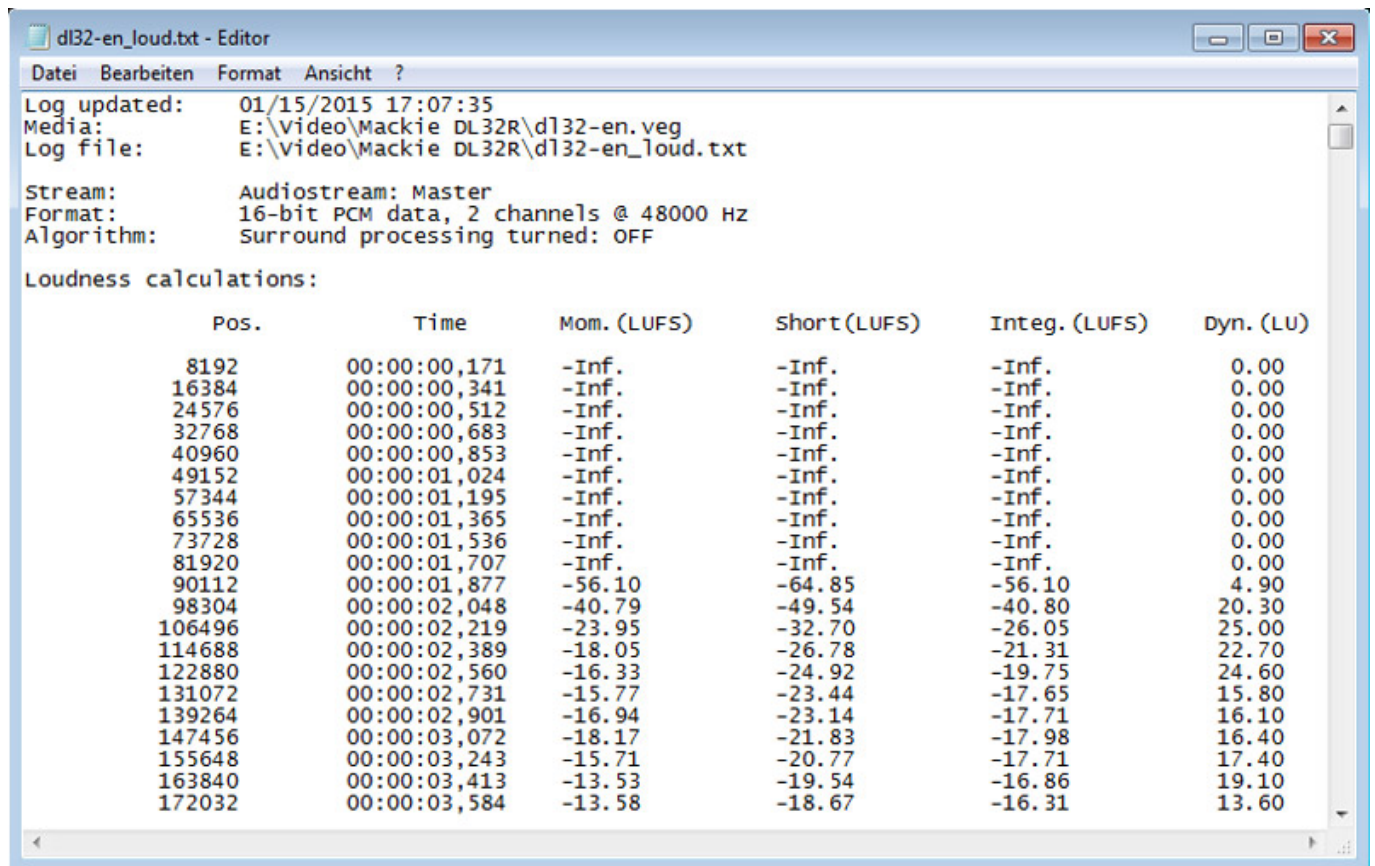 dl32-en_loud.txt - Editor
Datei Bearbeiten Format Ansicht ?
Log updated: 01/15/2015 17:07:35
Media: E:\Video\Mackie DL32R\dl32-en.veg
Log file: E:\Video\Mackie DL32R\dl32-en_loud.txt
Stream: Audiostream: Master
Format: 16-bit PCM data, 2 channels @ 48000 Hz
Algorithm: Surround processing turned: OFF
Loudness calculations:
Pos. Time Mom.(LUFS) Short(LUFS) Integ.(LUFS) Dyn.(LU)
8192 00:00:00,171 -Inf. -Inf. -Inf. 0.00
16384 00:00:00,341 -Inf. -Inf. -Inf. 0.00
24576 00:00:00,512 -Inf. -Inf. -Inf. 0.00
32768 00:00:00,683 -Inf. -Inf. -Inf. 0.00
40960 00:00:00,853 -Inf. -Inf. -Inf. 0.00
49152 00:00:01,024 -Inf. -Inf. -Inf. 0.00
57344 00:00:01,195 -Inf. -Inf. -Inf. 0.00
65536 00:00:01,365 -Inf. -Inf. -Inf. 0.00
73728 00:00:01,536 -Inf. -Inf. -Inf. 0.00
81920 00:00:01,707 -Inf. -Inf. -Inf. 0.00
90112 00:00:01,877 -56.10 -64.85 -56.10 4.90
98304 00:00:02,048 -40.79 -49.54 -40.80 20.30
106496 00:00:02,219 -23.95 -32.70 -26.05 25.00
114688 00:00:02,389 -18.05 -26.78 -21.31 22.70
122880 00:00:02,560 -16.33 -24.92 -19.75 24.60
131072 00:00:02,731 -15.77 -23.44 -17.65 15.80
139264 00:00:02,901 -16.94 -23.14 -17.71 16.10
147456 00:00:03,072 -18.17 -21.83 -17.98 16.40
155648 00:00:03,243 -15.71 -20.77 -17.71 17.40
163840 00:00:03,413 -13.53 -19.54 -16.86 19.10
172032 00:00:03,584 -13.58 -18.67 -16.31 13.60